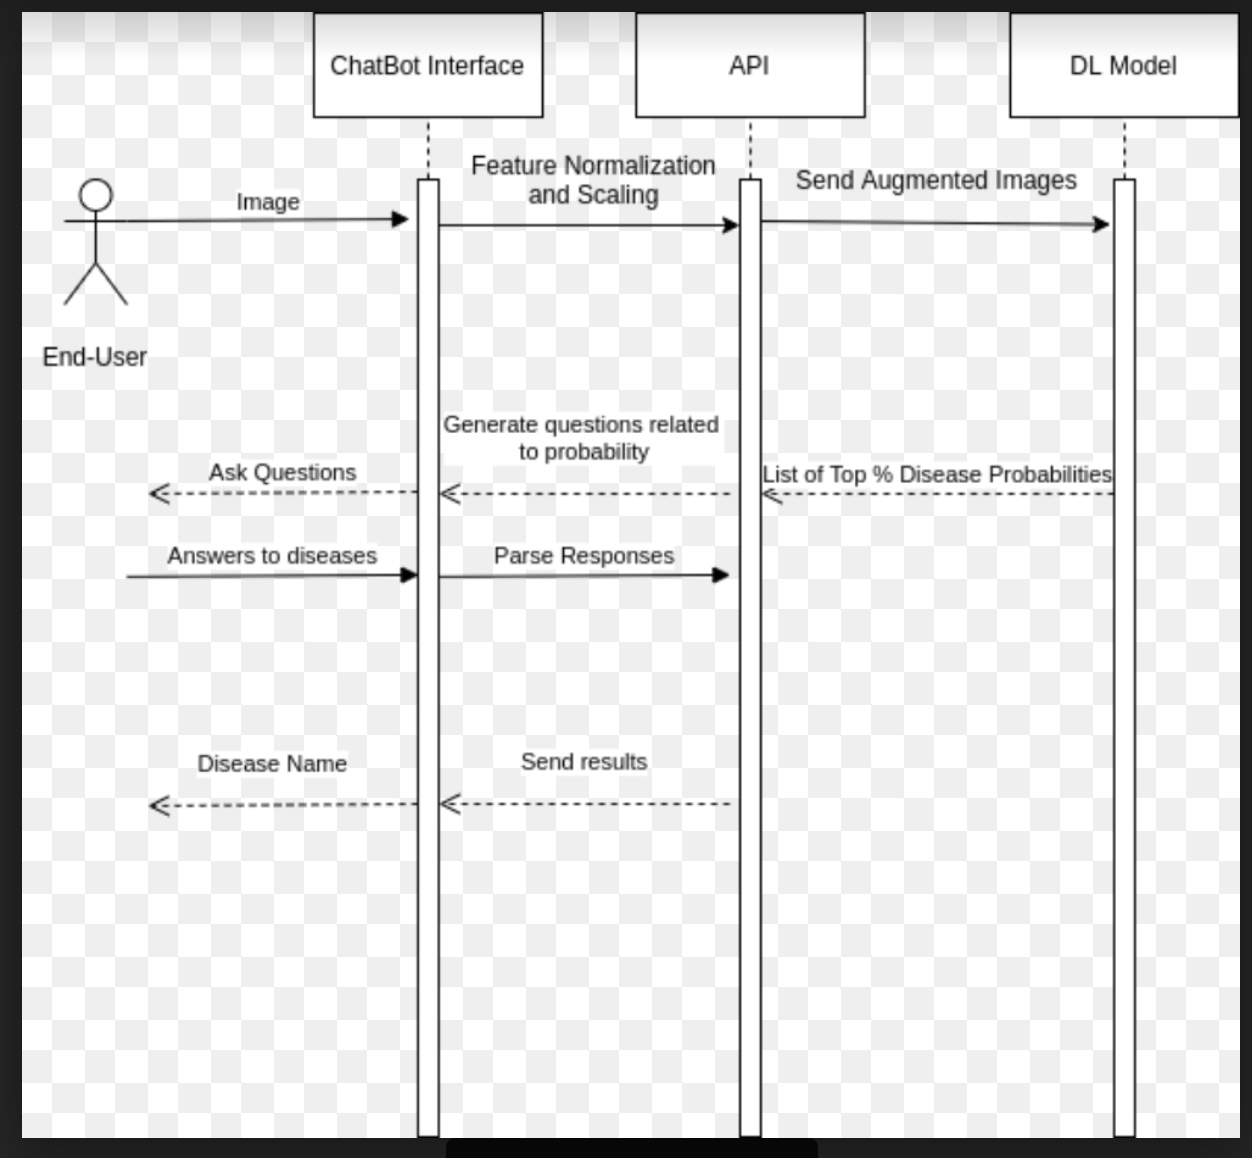 ChatBot Interface
API
DL Model
Image
Feature Normalization
and Scaling
Send Augmented Images
End-User
Ask Questions
Generate questions related
to probability
List of Top % Disease Probabilities
Answers to diseases
Parse Responses
Disease Name
Send results